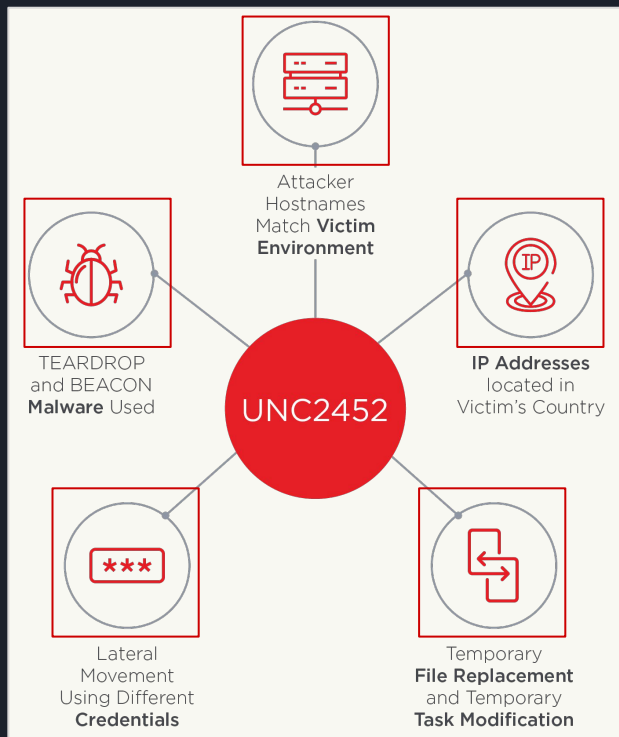 Attacker
Hostnames
Match Victim
Environment
TEARDROP
and BEACON
Malware Used
IP
IP Addresses
located in
Victim's Country
UNC2452
***
Lateral
Movement
Using Different
Credentials
Temporary
File Replacement
and Temporary
Task Modification